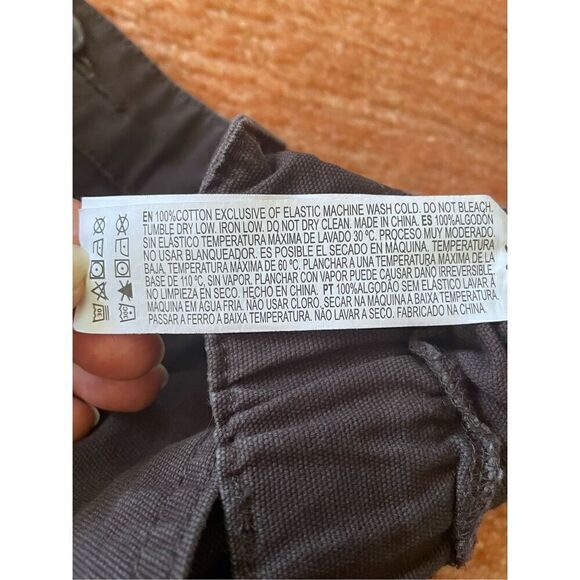 EN 100%COTTON EXCLUSIVE OF ELASTIC MACHINE WASH COLD. DO NOT BLEACH.
TUMBLE DRY LOW. IRON LOW. DO NOT DRY CLEAN. MADE IN CHINA. ES 100%ALGODÓN
SIN ELÁSTICO TEMPERATURA MÁXIMA DE LAVADO 30 ºC. PROCESO MUY MODERADO.
NO USAR BLANQUEADOR. ES POSIBLE EL SECADO EN MÁQUINA. TEMPERATURA
BAJA, TEMPERATURA MÁXIMA DE 60 ºC. PLANCHAR A UNA TEMPERATURA MÁXIMA DE LA
BASE DE 110 ºC, SIN VAPOR. PLANCHAR CON VAPOR PUEDE CAUSAR DAÑO IRREVERSIBLE.
NO LIMPIEZA EN SECO. HECHO EN CHINA. PT 100%ALGODÃO SEM ELASTICO LAVAR À
MÁQUINA EM ÁGUA FRIA. NÃO USAR CLORO. SECAR NA MÁQUINA A BAIXA TEMPERATURA.
PASSAR A FERRO A BAIXA TEMPERATURA. NÃO LAVAR A SECO. FABRICADO NA CHINA.